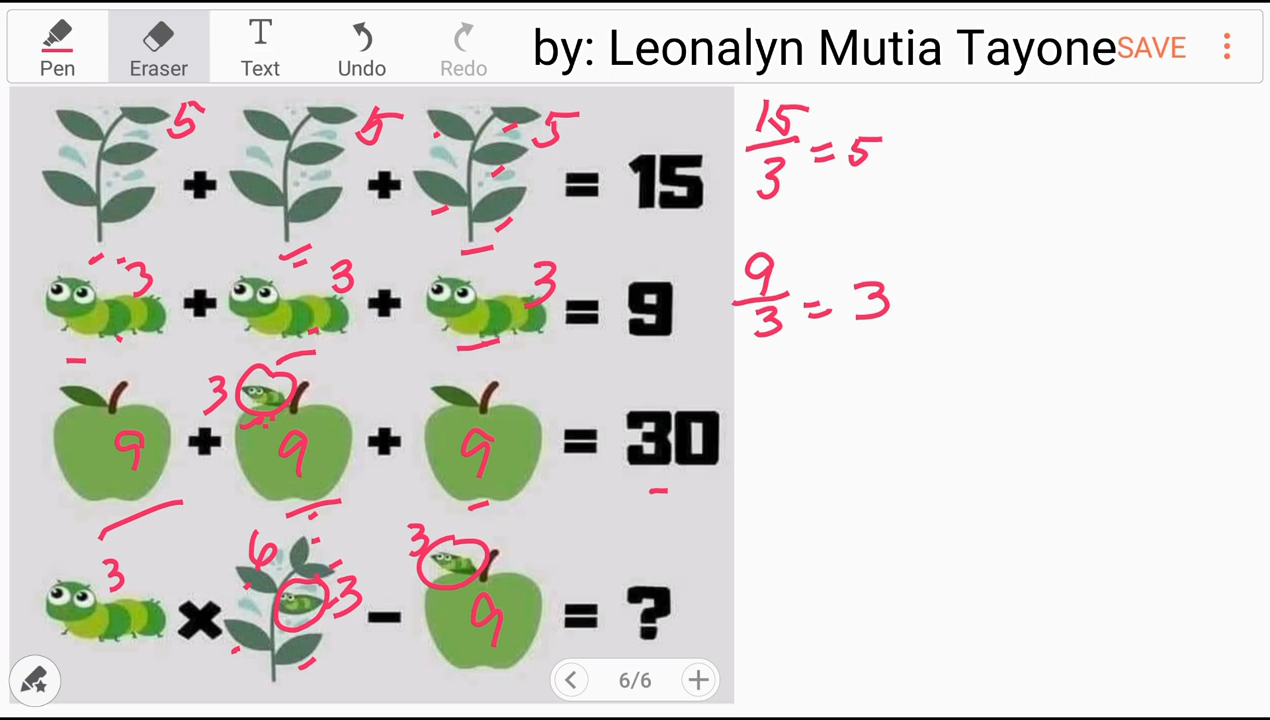 by: Leonalyn Mutia Tayone
SAVE
Pen Eraser Text Undo Redo
5 + 5 + 5 = 15
15/3 = 5
3 + 3 + 3 = 9
9/3 = 3
3
9 + 9 + 9 = 30
3 6 3 3
× - 9 = ?
6/6